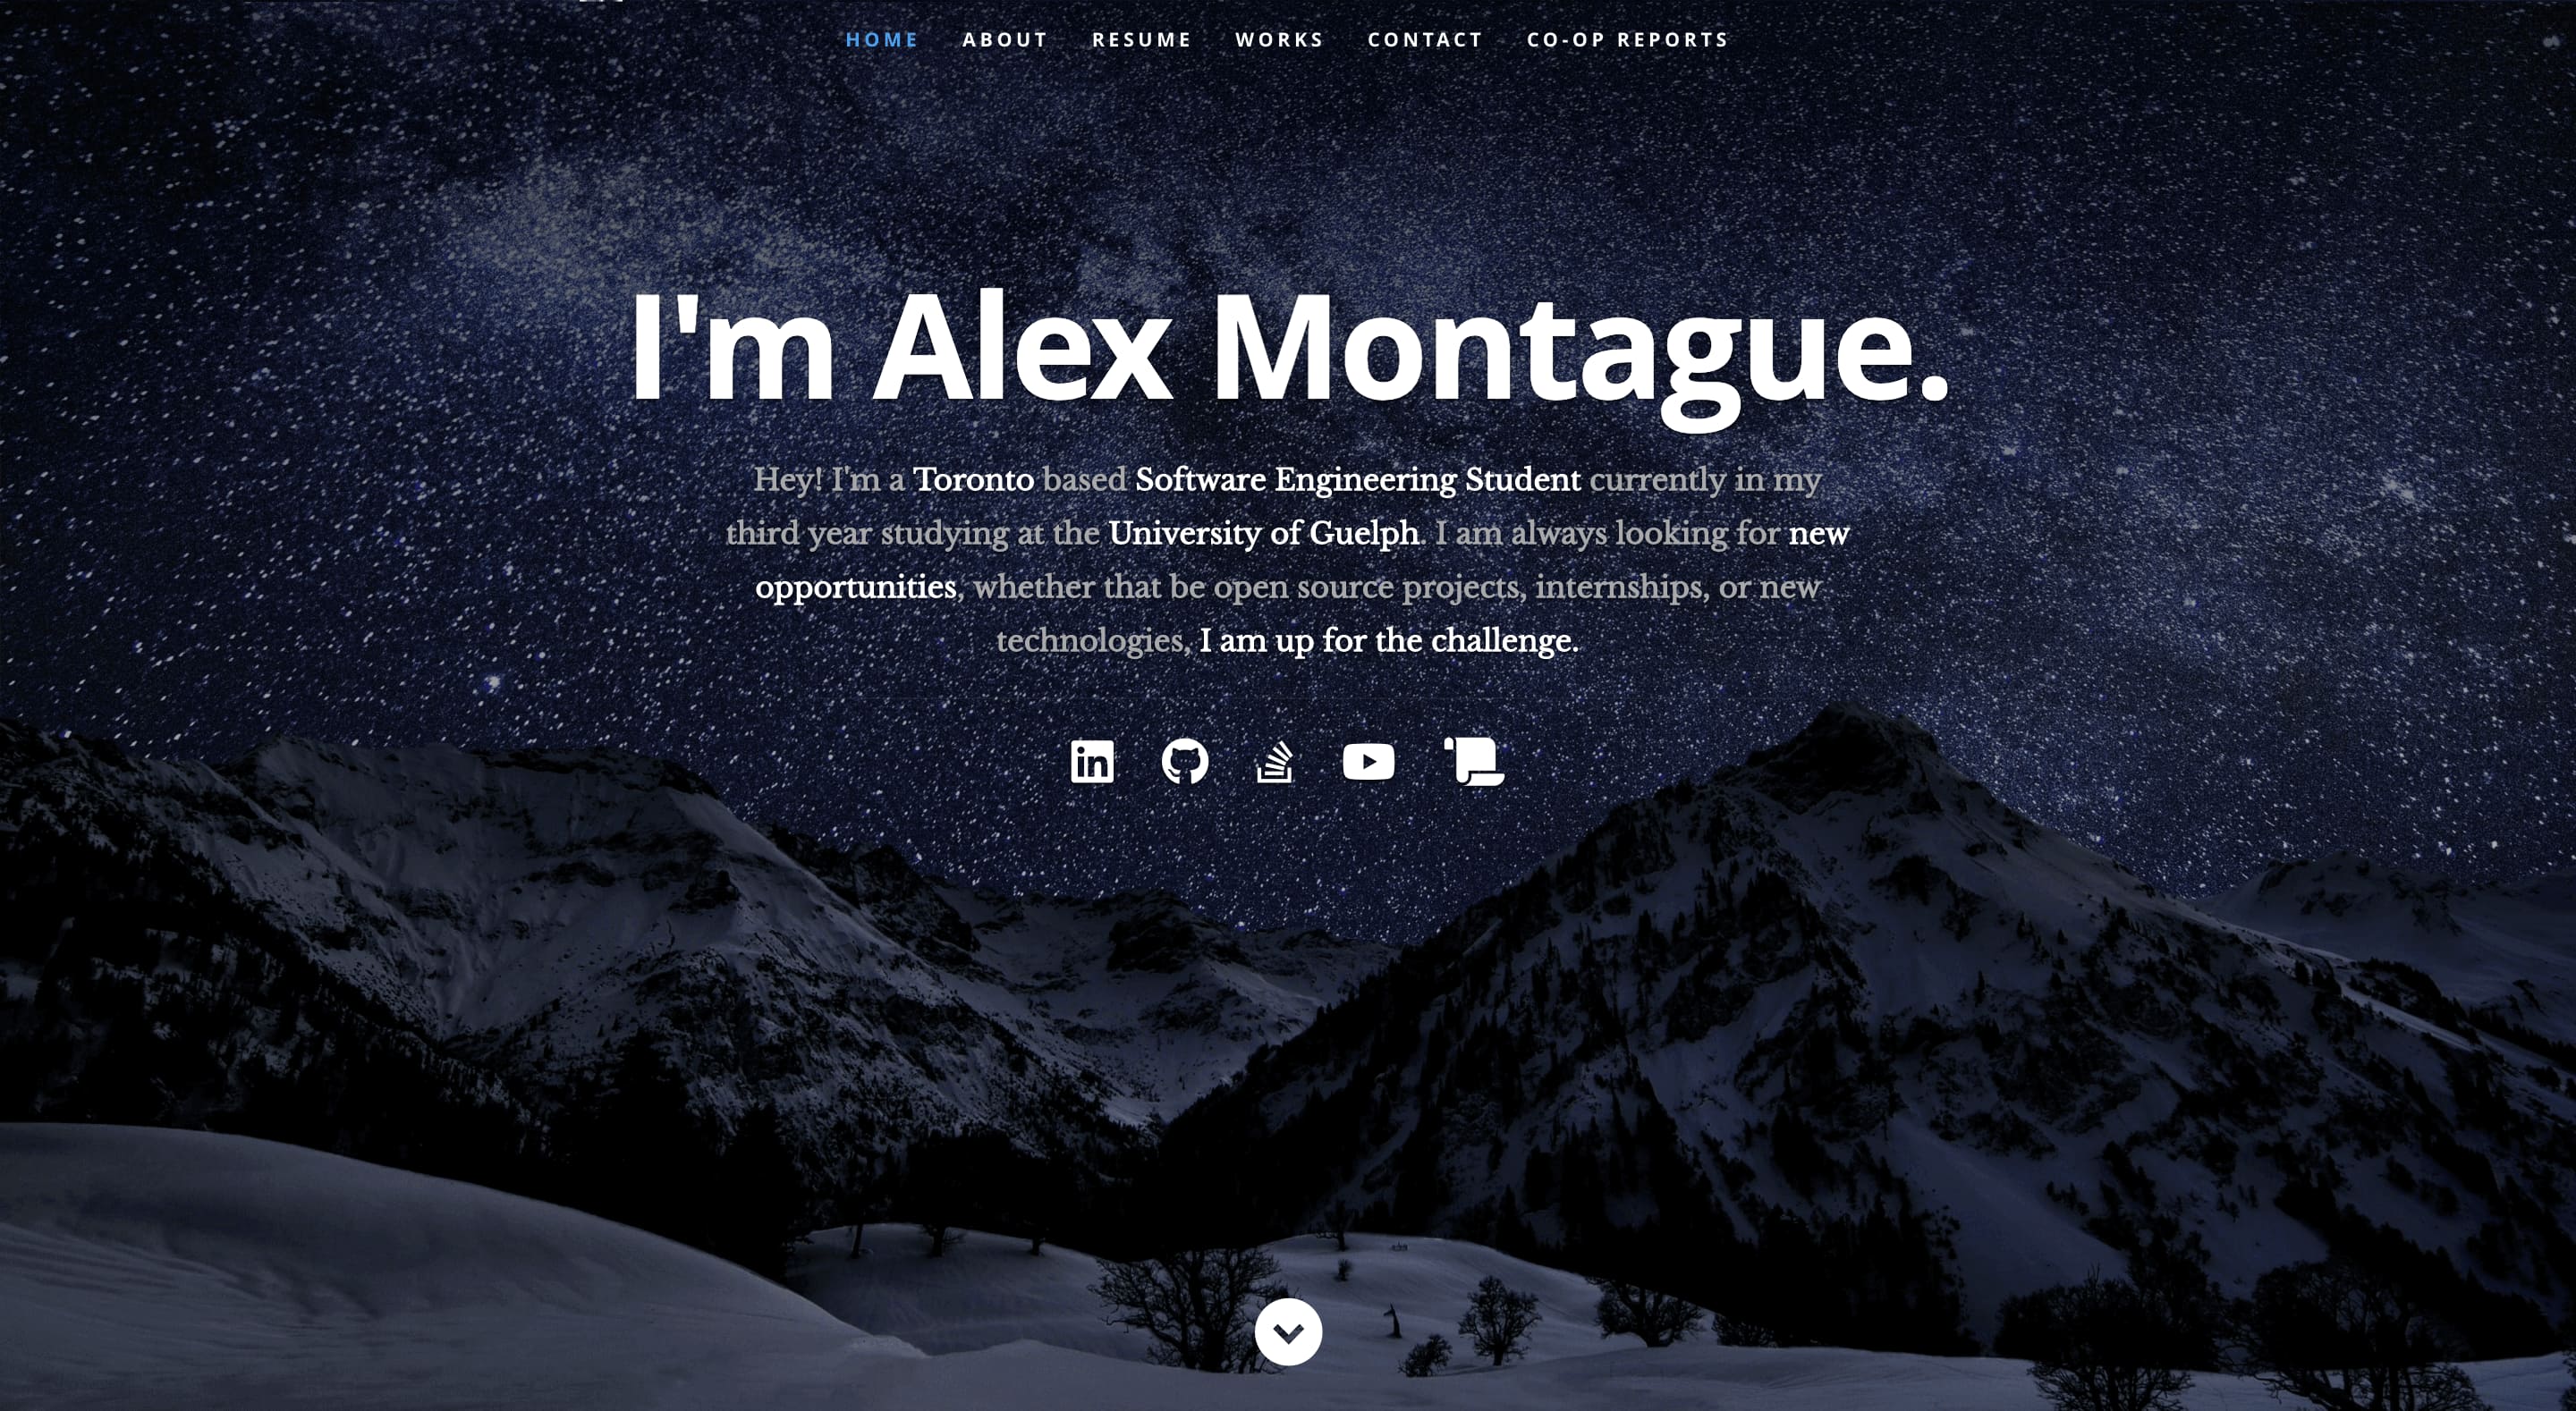 HOME ABOUT RESUME WORKS CONTACT CO-OP REPORTS
I'm Alex Montague.
Hey! I'm a Toronto based Software Engineering Student currently in my
third year studying at the University of Guelph. I am always looking for new
opportunities, whether that be open source projects, internships, or new
technologies, I am up for the challenge.
in